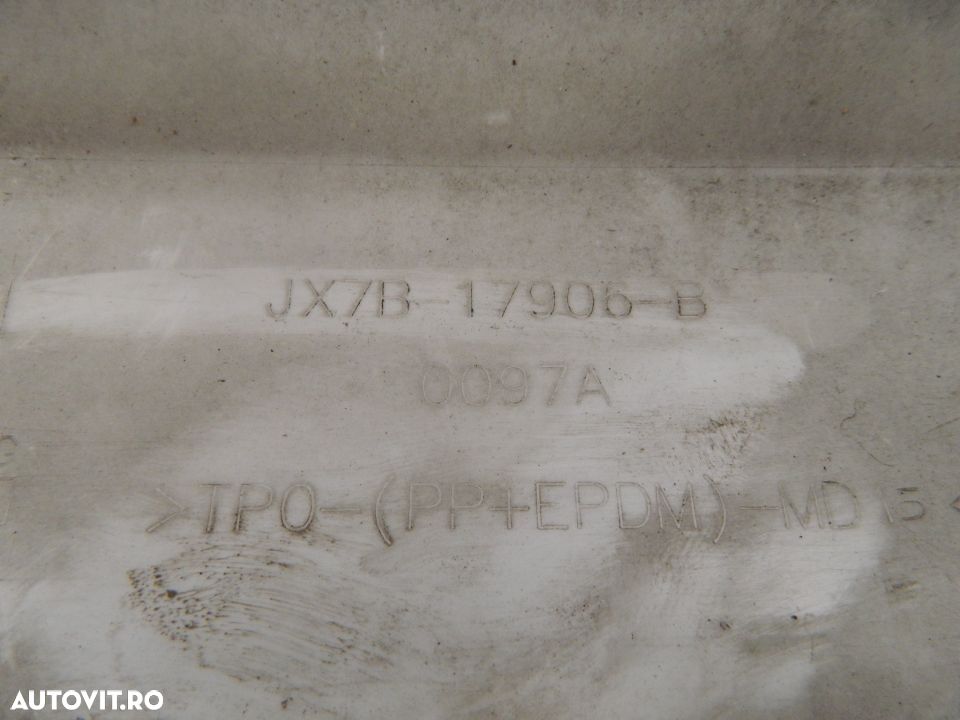 JX7B-17906-B
0097A
>TPO-(PP+EPDM)-MD15<
AUTOVIT.RO